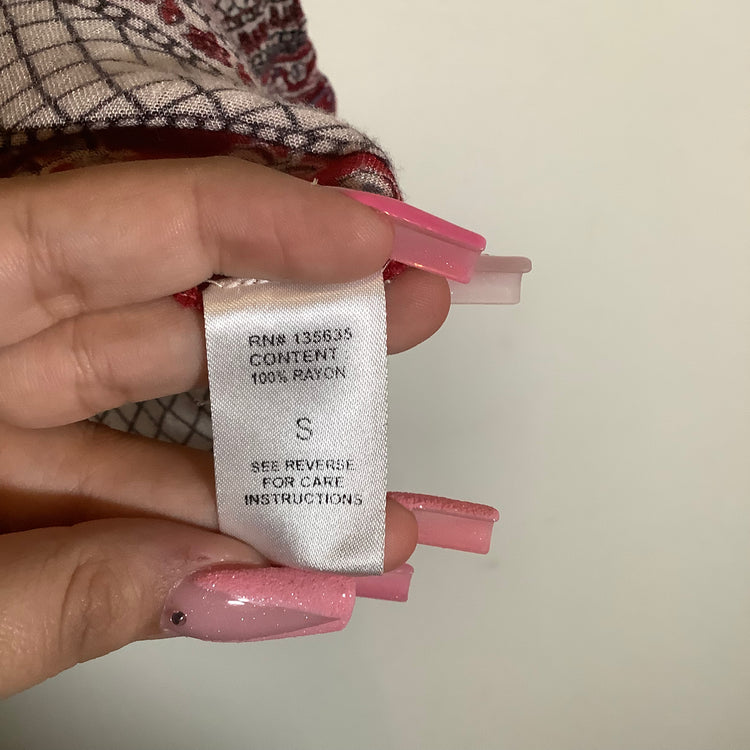 RN# 135635
CONTENT :
100% RAYON
S
SEE REVERSE
FOR CARE
INSTRUCTIONS